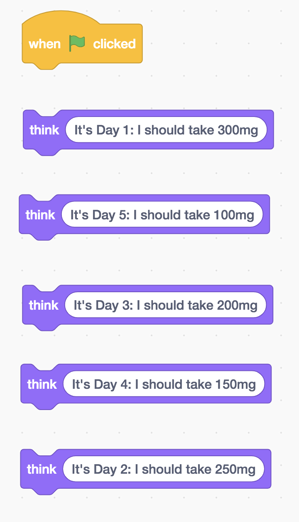 when clicked
think It's Day 1: I should take 300mg
think It's Day 5: I should take 100mg
think It's Day 3: I should take 200mg
think It's Day 4: I should take 150mg
think It's Day 2: I should take 250mg